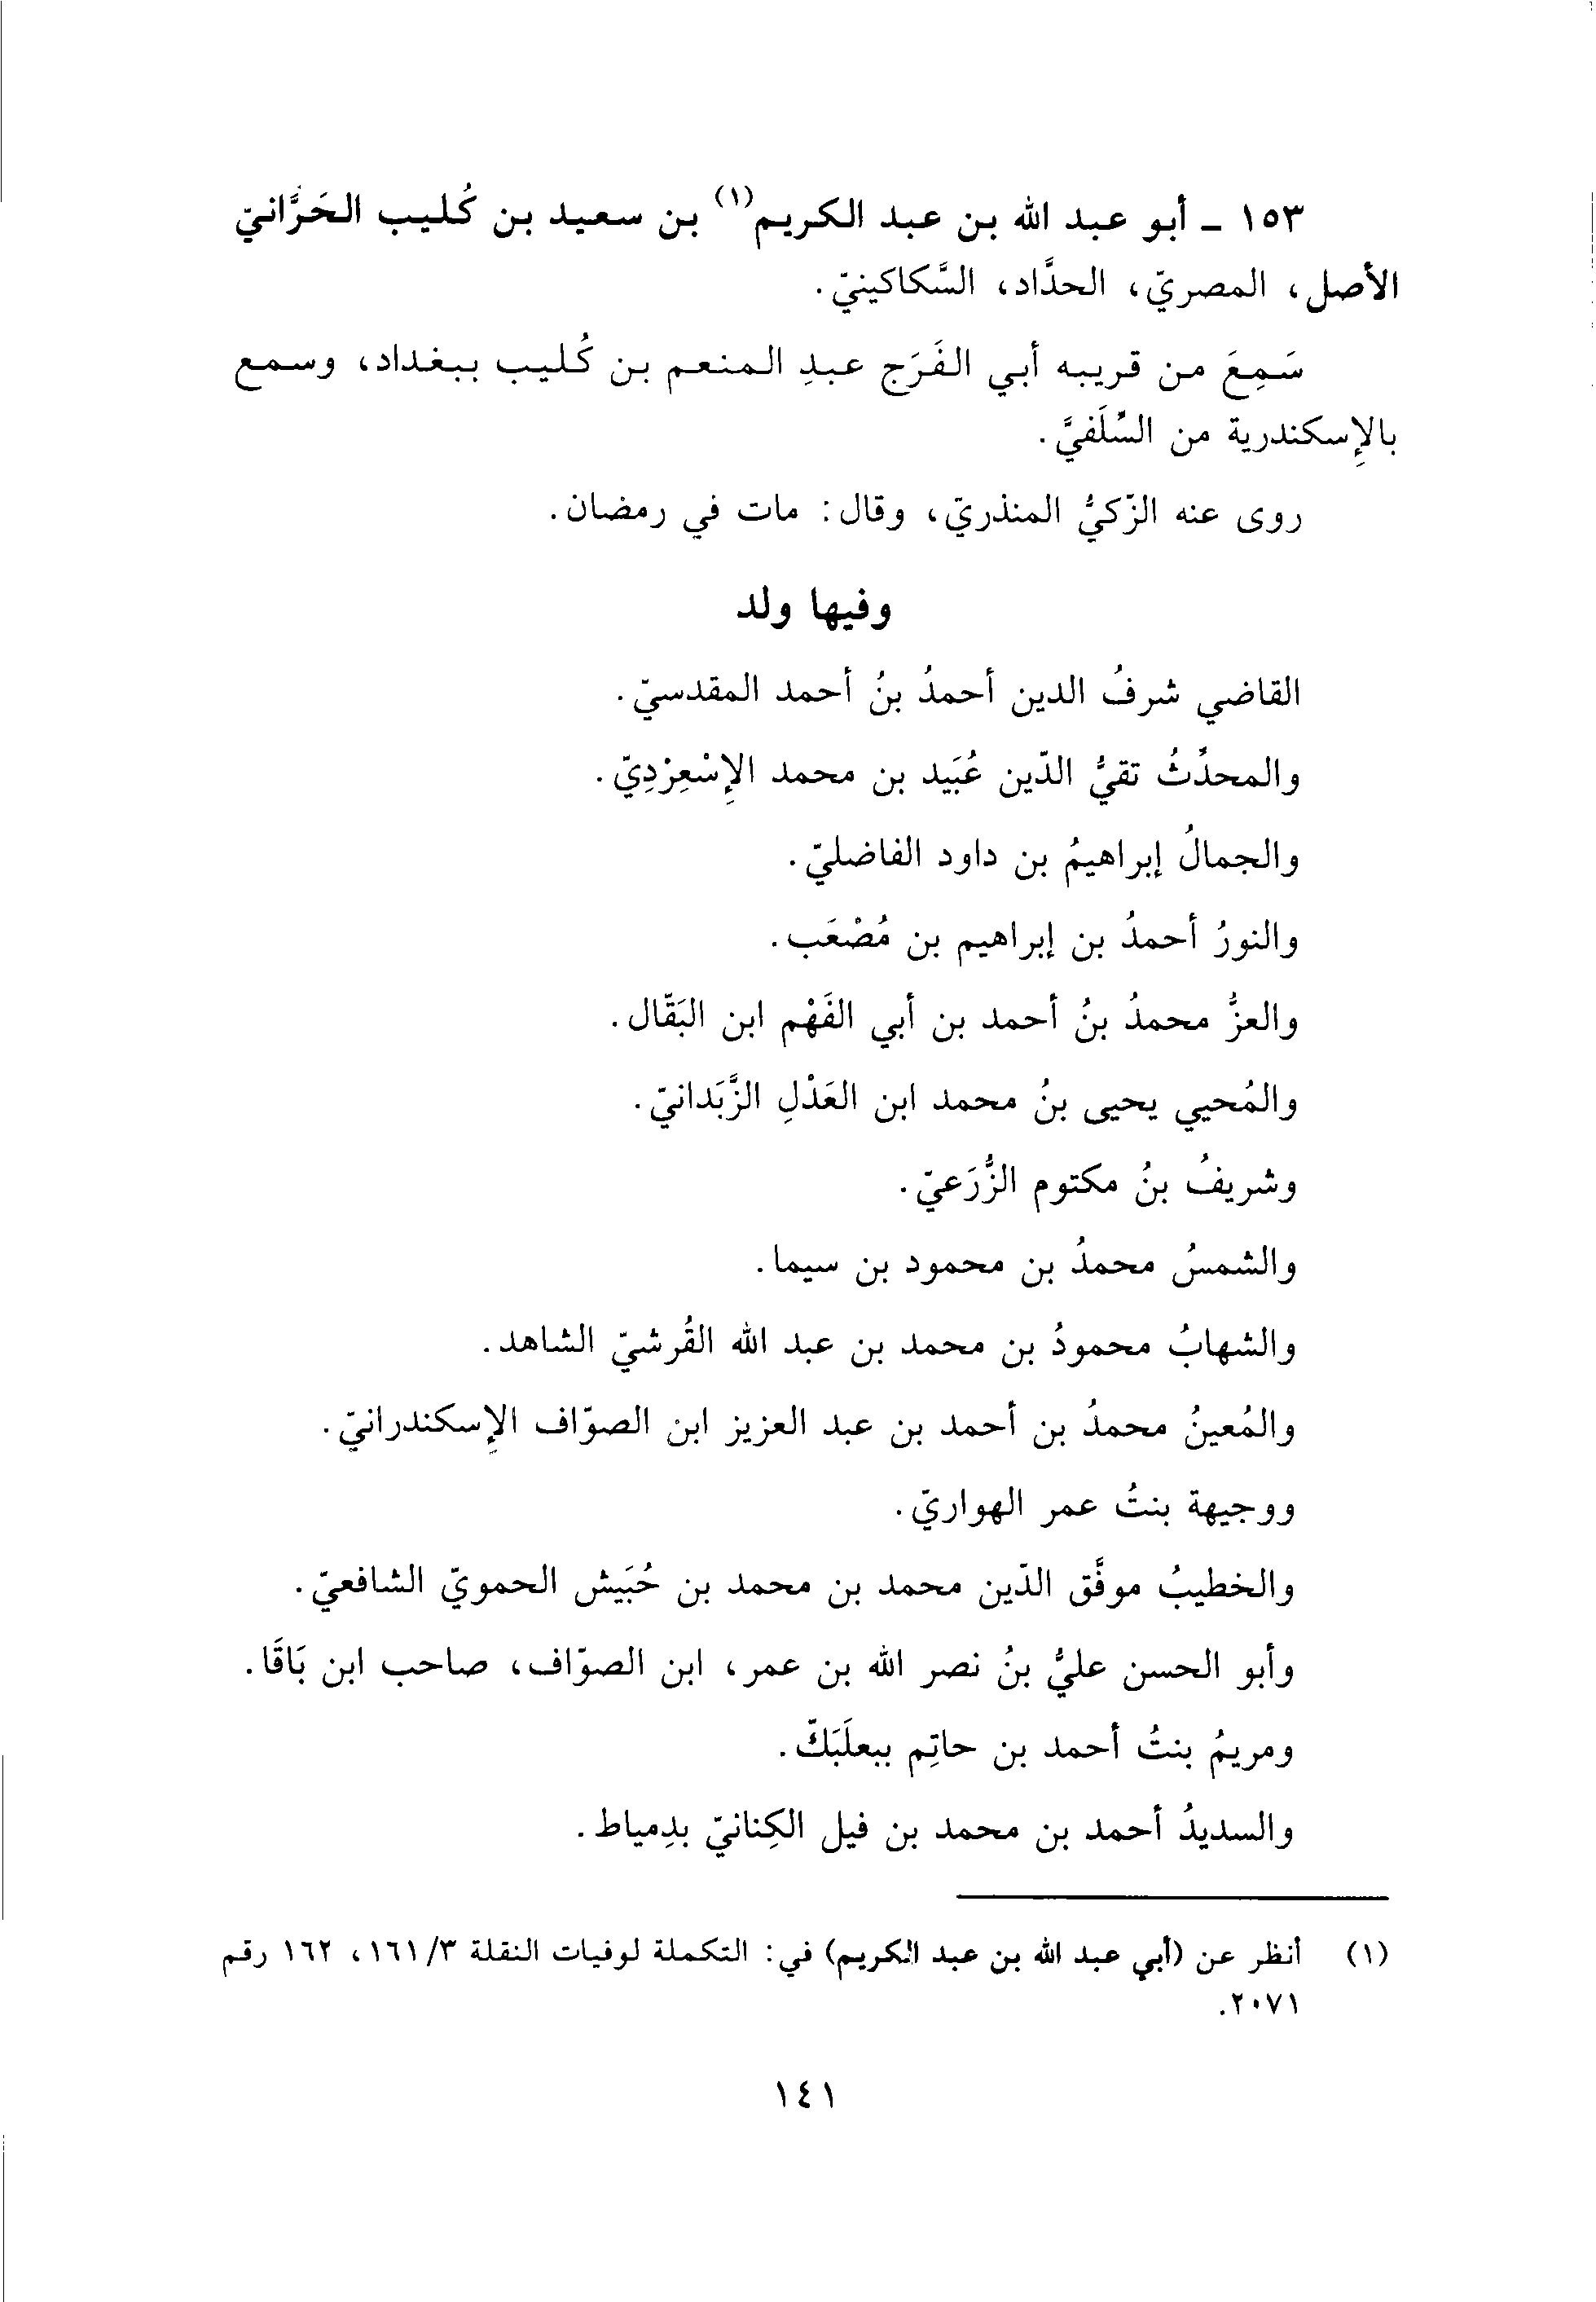 ١٥٣ - أبو عبد الله بن عبد الكريم(١) بن سعيد بن كُليب الحَرَّانيّ
الأصل، المصريّ، الحدَّاد، السَّكاكينيّ.
سَمِعَ من قريبه أبي الفَرَج عبدِ المنعم بن كُليب ببغداد، وسمع
بالإِسكندرية من السِّلَفيَّ.
روى عنه الزّكيُّ المنذريّ، وقال: مات في رمضان.
وفيها ولد
القاضي شرفُ الدين أحمدُ بنُ أحمد المقدسيّ.
والمحدِّثُ تقيُّ الدّين عُبَيد بن محمد الإِسْعِرْدِيّ.
والجمالُ إبراهيمُ بن داود الفاضليّ.
والنورُ أحمدُ بن إبراهيم بن مُصْعَب.
والعزُّ محمدُ بنُ أحمد بن أبي الفَهْم ابن البَقّال.
والمُحيي يحيى بنُ محمد ابن العَدْلِ الزَّبَدانيّ.
وشريفُ بنُ مكتوم الزُّرَعيّ.
والشمسُ محمدُ بن محمود بن سيما.
والشهابُ محمودُ بن محمد بن عبد الله القُرشيّ الشاهد.
والمُعينُ محمدُ بن أحمد بن عبد العزيز ابن الصوّاف الإِسكندرانيّ.
ووجيهة بنتُ عمر الهواريّ.
والخطيبُ موفَّق الدّين محمد بن محمد بن حُبَيش الحمويّ الشافعيّ.
وأبو الحسن عليُّ بنُ نصر الله بن عمر، ابن الصوّاف، صاحب ابن بَاقَا.
ومريمُ بنتُ أحمد بن حاتِم ببعلَبَكّ.
والسديدُ أحمد بن محمد بن فيل الكِنانيّ بدِمياط.
(١) أنظر عن (أبي عبد الله بن عبد الكريم) في: التكملة لوفيات النقلة ٣/ ١٦١، ١٦٢ رقم
٢٠٧١.
١٤١